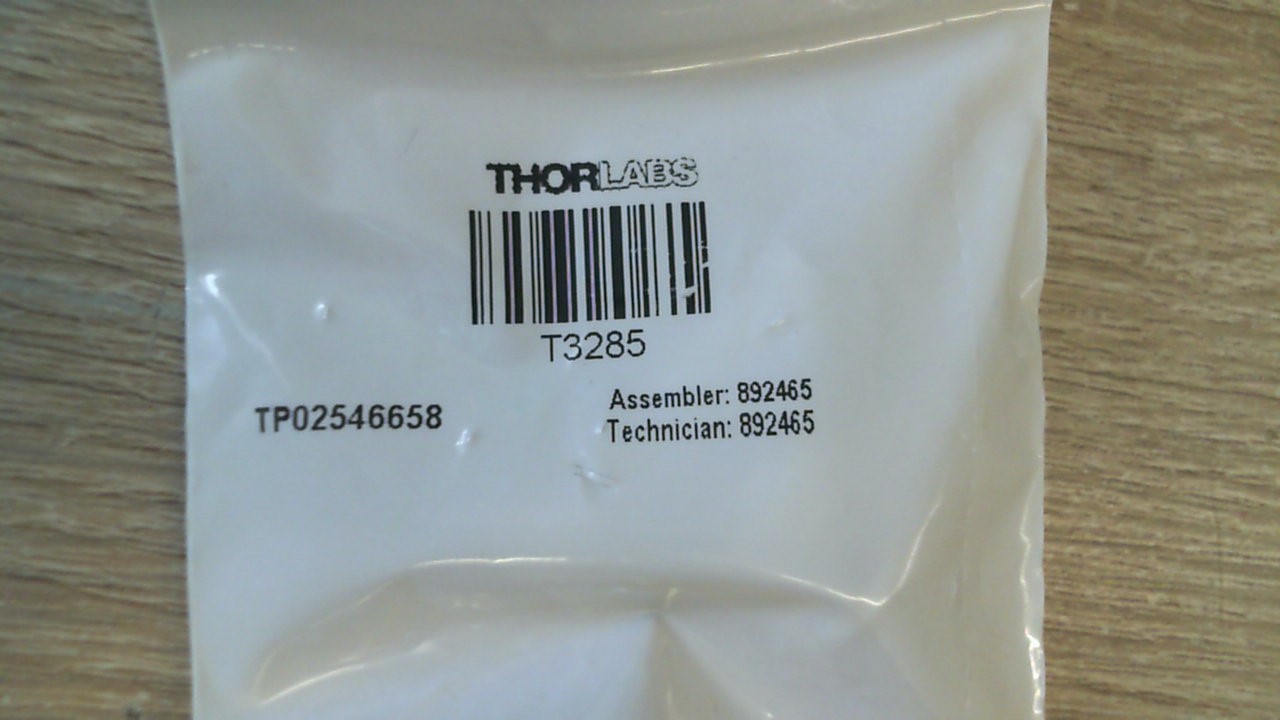 THORLABS
T3285
TP02546658
Assembler: 892465
Technician: 892465